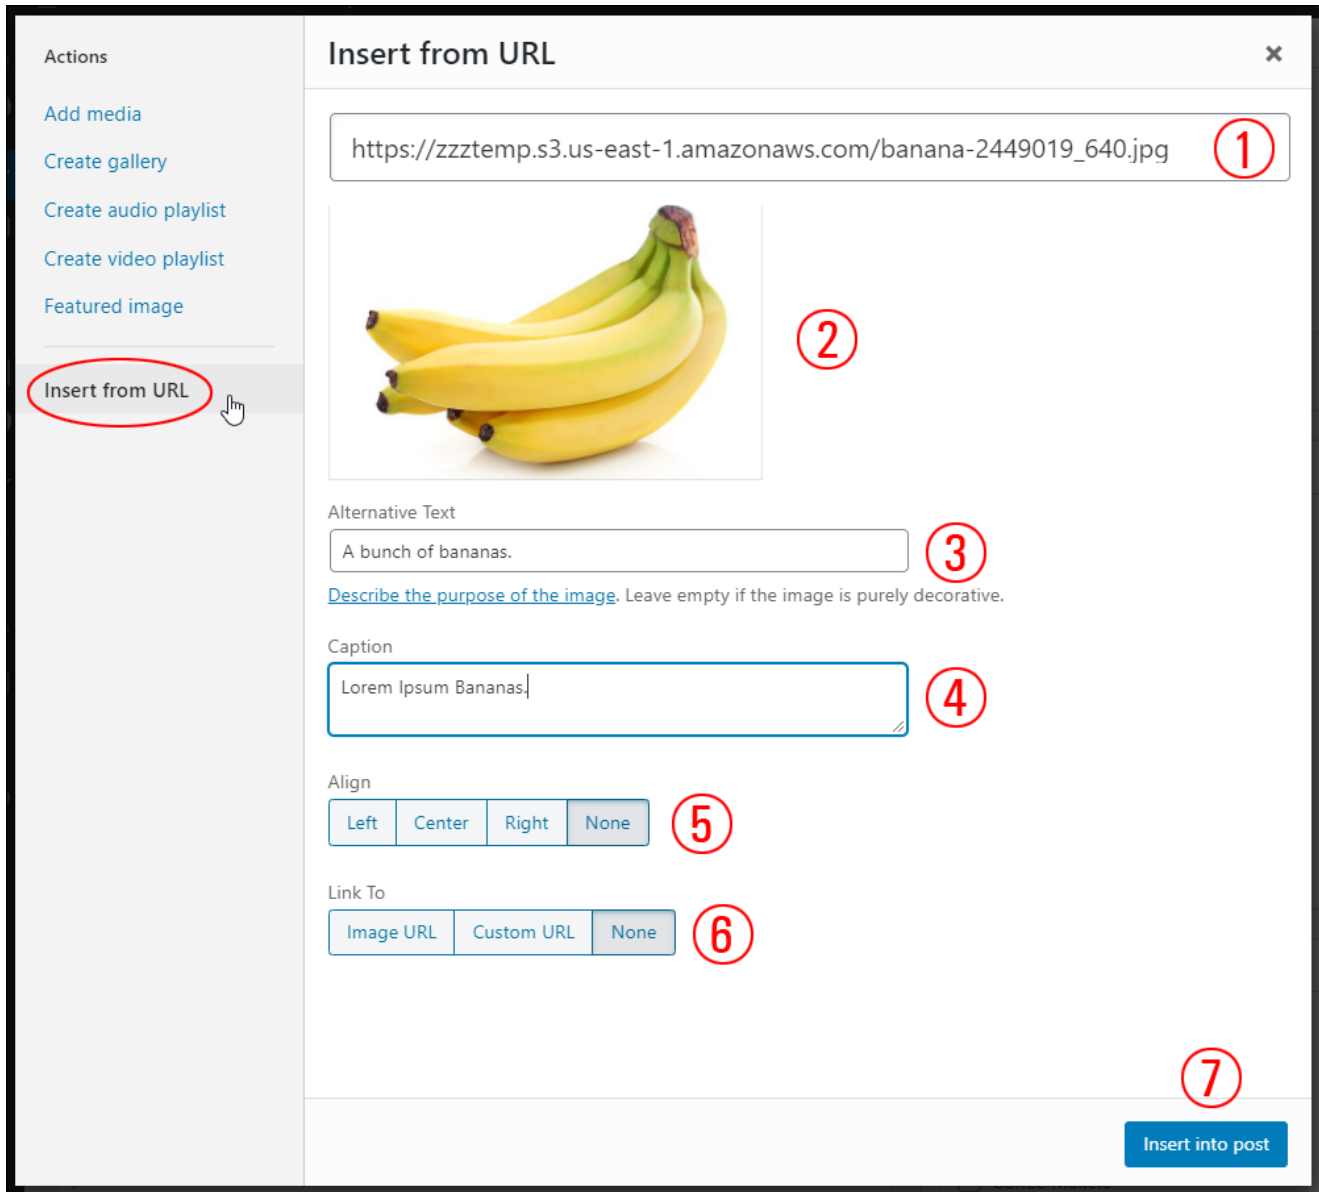 Actions
Add media
Create gallery
Create audio playlist
Create video playlist
Featured image
Insert from URL
Insert from URL
×
https://zzztemp.s3.us-east-1.amazonaws.com/banana-2449019_640.jpg
1
2
Alternative Text
A bunch of bananas.
3
Describe the purpose of the image. Leave empty if the image is purely decorative.
Caption
Lorem Ipsum Bananas.
4
Align
Left Center Right None
5
Link To
Image URL Custom URL None
6
7
Insert into post